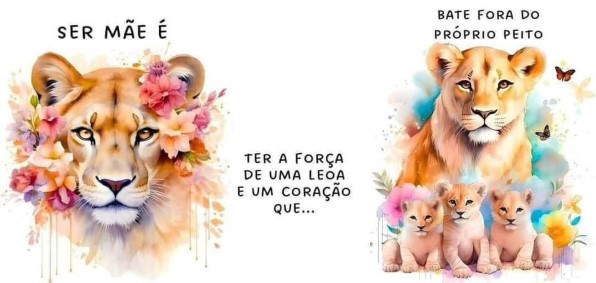 SER MÃE É
TER A FORÇA
DE UMA LEOA
E UM CORAÇÃO
QUE...
BATE FORA DO
PRÓPRIO PEITO